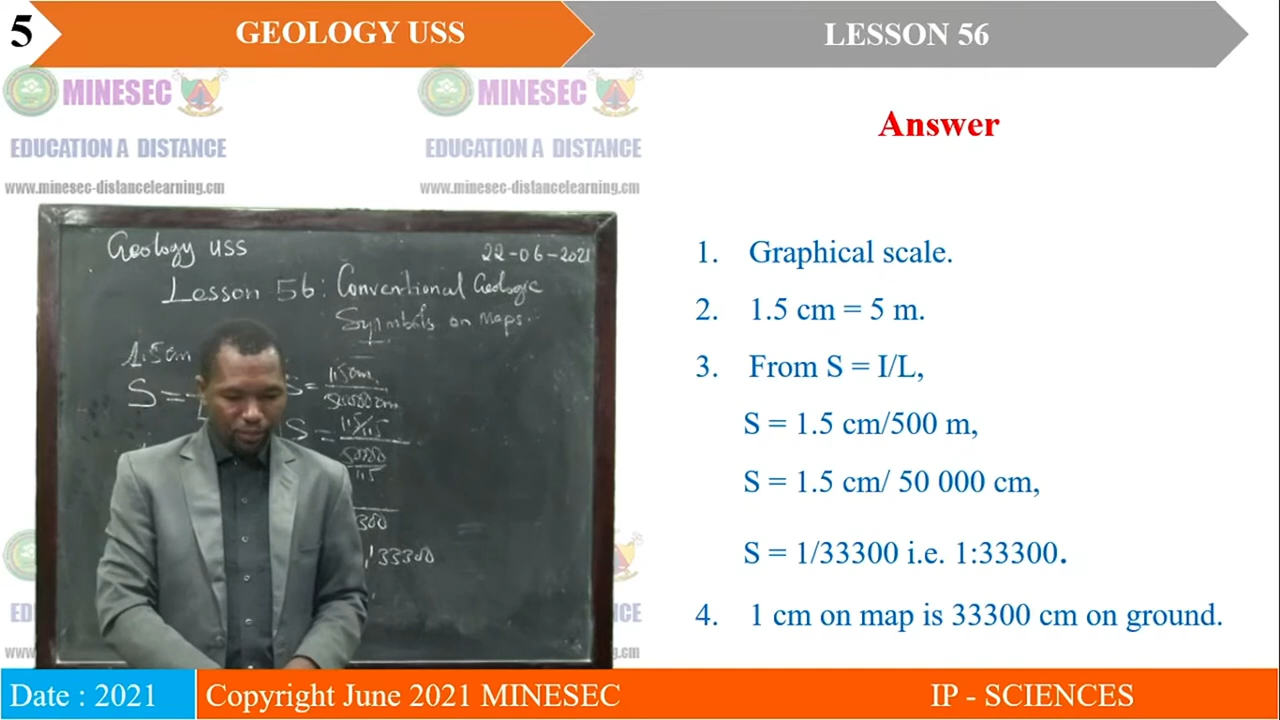 5
GEOLOGY USS
LESSON 56
MINESEC
MINESEC
EDUCATION A DISTANCE
EDUCATION A DISTANCE
www.minesec-distancelearning.cm
www.minesec-distancelearning.cm
Geology USS
22-06-2021
Lesson 56: Conventional Geologic
Symbols on Maps.
1.5cm
S =
S =
S =
33300
Answer
1. Graphical scale.
2. 1.5 cm = 5 m.
3. From S = I/L,
S = 1.5 cm/500 m,
S = 1.5 cm/ 50 000 cm,
S = 1/33300 i.e. 1:33300.
4. 1 cm on map is 33300 cm on ground.
Date : 2021
Copyright June 2021 MINESEC
IP - SCIENCES